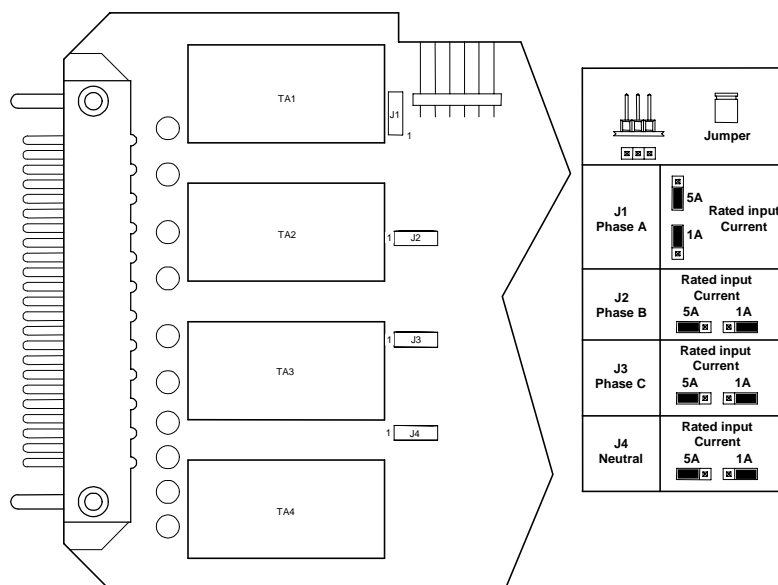 TA1
J1
1
TA2
1
J2
TA3
1
J3
1
J4
TA4
Jumper
J1
Phase A
5A
1A
Rated input
Current
J2
Phase B
Rated input
Current
5A 1A
J3
Phase C
Rated input
Current
5A 1A
J4
Neutral
Rated input
Current
5A 1A